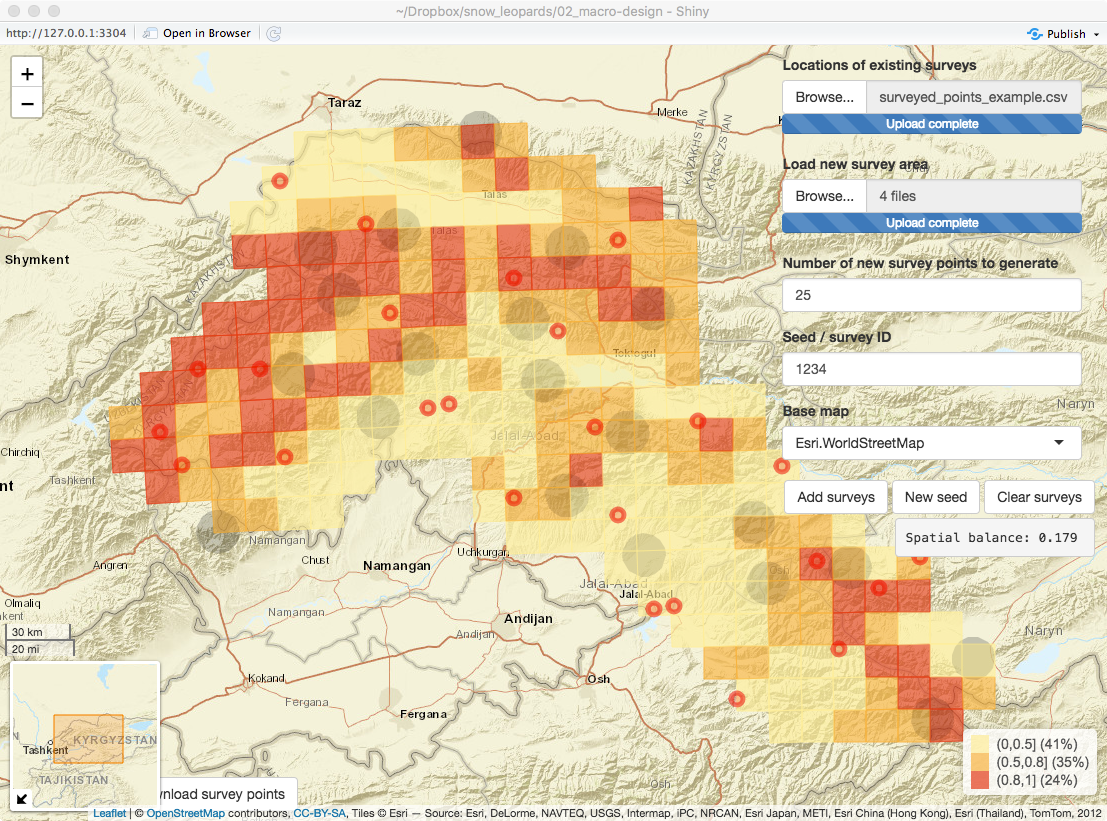 ~/Dropbox/snow_leopards/02_macro-design - Shiny
http://127.0.0.1:3304
Open in Browser
Publish
+
−
Locations of existing surveys
Browse...
surveyed_points_example.csv
Upload complete
Load new survey area
Browse...
4 files
Upload complete
Number of new survey points to generate
25
Seed / survey ID
1234
Base map
Esri.WorldStreetMap
Add surveys
New seed
Clear surveys
Spatial balance: 0.179
Taraz
Merke
KAZAKHSTAN
KYRGYZSTAN
Talas
Talas
Shymkent
KAZAKHSTAN
Toktogul
Naryn
Jalal-Abad
Chirchiq
Tashkent
nt
Namangan
Angren
Chust
Namangan
Uchkurgan
Osh
Jalal-Abad
Jalal-Abad
Olmaliq
kent
Namangan
Andijan
Andijan
Naryn
30 km
20 mi
Kokand
Osh
Fergana
Fergana
Osh
KYRGYZSTAN
Tashkent
TAJIKISTAN
(0,0.5] (41%)
(0.5,0.8] (35%)
(0.8,1] (24%)
wnload survey points
Leaflet | © OpenStreetMap contributors, CC-BY-SA, Tiles © Esri — Source: Esri, DeLorme, NAVTEQ, USGS, Intermap, iPC, NRCAN, Esri Japan, METI, Esri China (Hong Kong), Esri (Thailand), TomTom, 2012